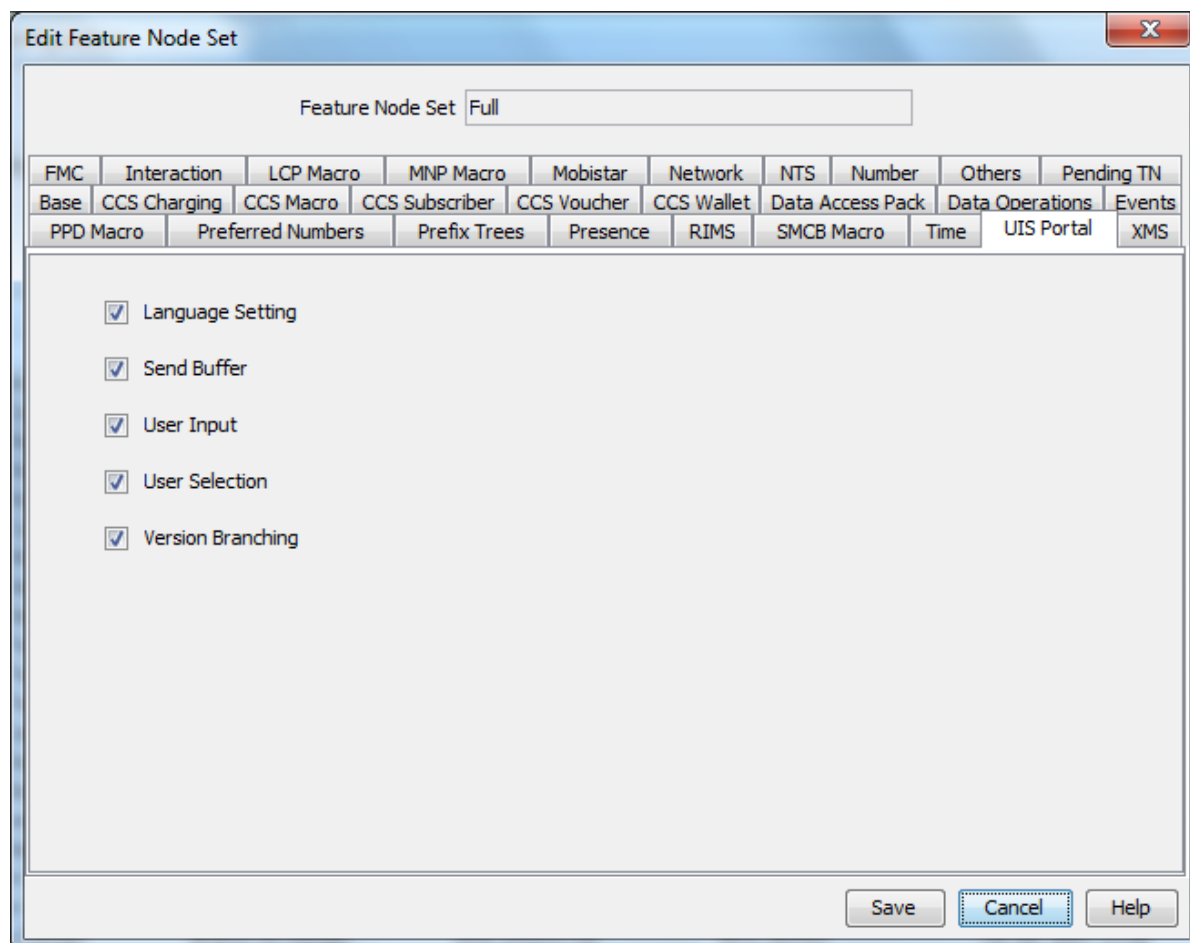 Edit Feature Node Set
Feature Node Set Full
FMC Interaction LCP Macro MNP Macro Mobistar Network NTS Number Others Pending TN
Base CCS Charging CCS Macro CCS Subscriber CCS Voucher CCS Wallet Data Access Pack Data Operations Events
PPD Macro Preferred Numbers Prefix Trees Presence RIMS SMCB Macro Time UIS Portal XMS
Language Setting
Send Buffer
User Input
User Selection
Version Branching
Save Cancel Help